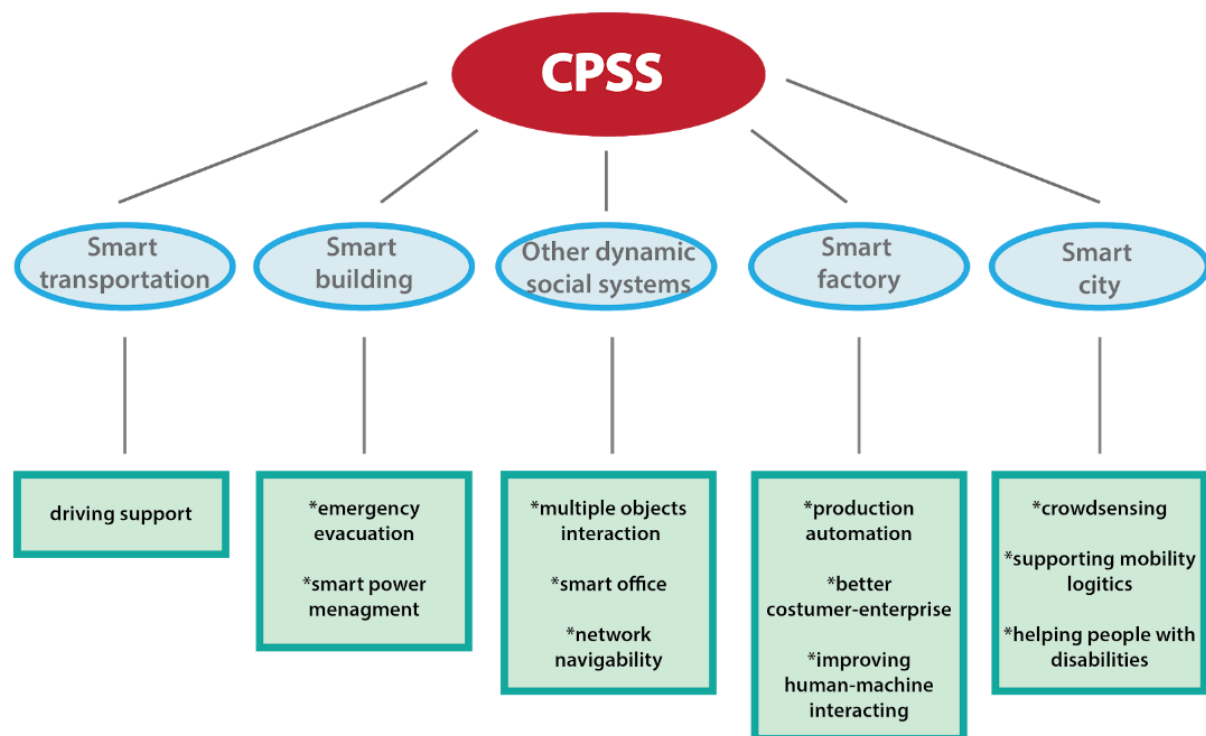 CPSS
Smart
transportation
Smart
building
Other dynamic
social systems
Smart
factory
Smart
city
driving support
*emergency
evacuation
*smart power
menagment
*multiple objects
interaction
*smart office
*network
navigability
*production
automation
*better
costumer-enterprise
*improving
human-machine
interacting
*crowdsensing
*supporting mobility
logitics
*helping people with
disabilities